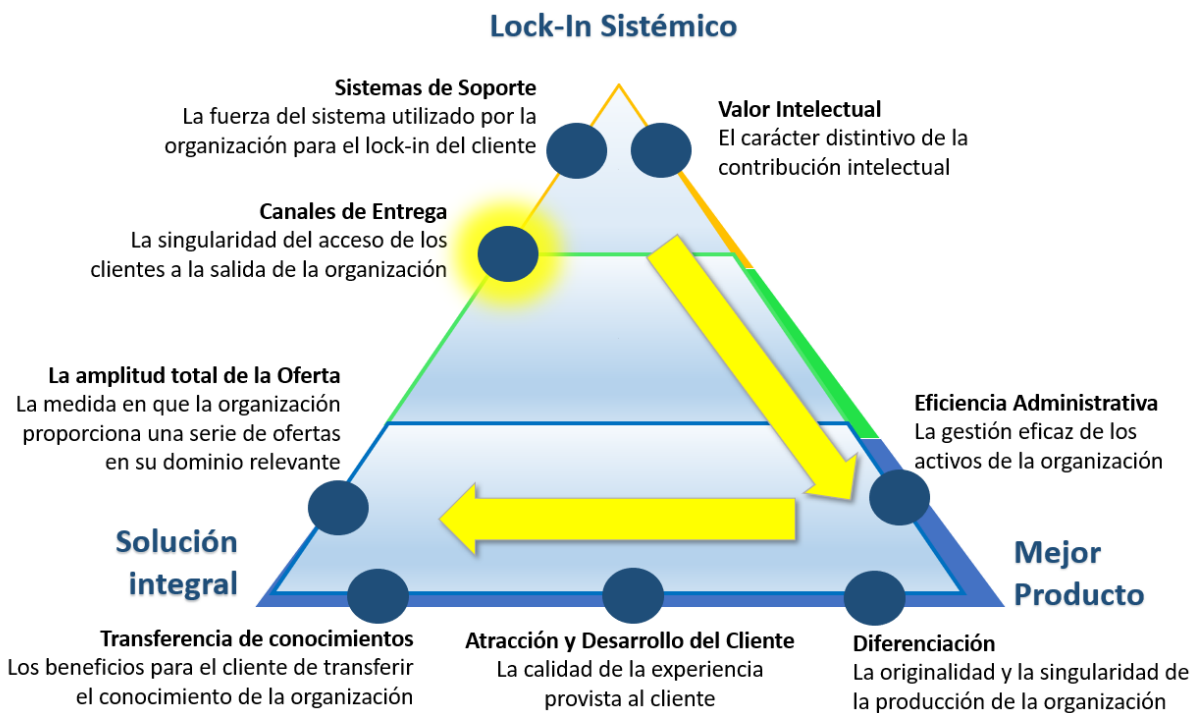 Lock-In Sistémico
Sistemas de Soporte
La fuerza del sistema utilizado por la
organización para el lock-in del cliente
Valor Intelectual
El carácter distintivo de la
contribución intelectual
Canales de Entrega
La singularidad del acceso de los
clientes a la salida de la organización
La amplitud total de la Oferta
La medida en que la organización
proporciona una serie de ofertas
en su dominio relevante
Eficiencia Administrativa
La gestión eficaz de los
activos de la organización
Solución
integral
Mejor
Producto
Transferencia de conocimientos
Los beneficios para el cliente de transferir
el conocimiento de la organización
Atracción y Desarrollo del Cliente
La calidad de la experiencia
provista al cliente
Diferenciación
La originalidad y la singularidad de
la producción de la organización